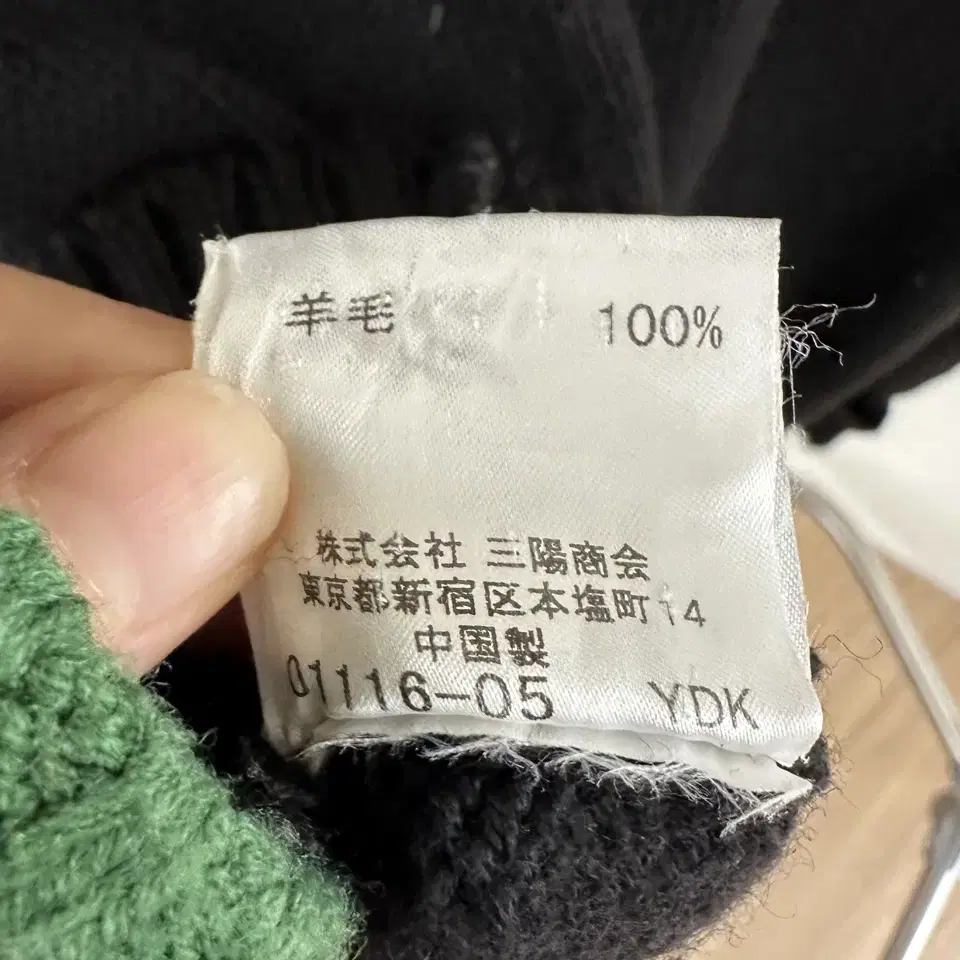 羊毛 100%
株式会社 三陽商会
東京都新宿区本塩町14
中国製
01116-05 YDK